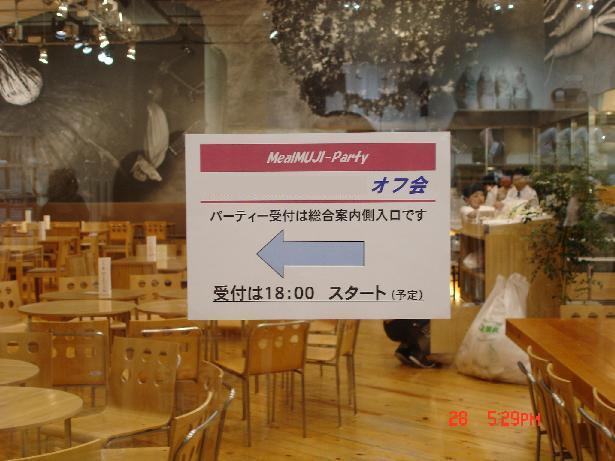 MealMUJI-Party
オフ会
パーティー受付は総合案内側入口です
受付は18:00 スタート(予定)
28 5:29PM